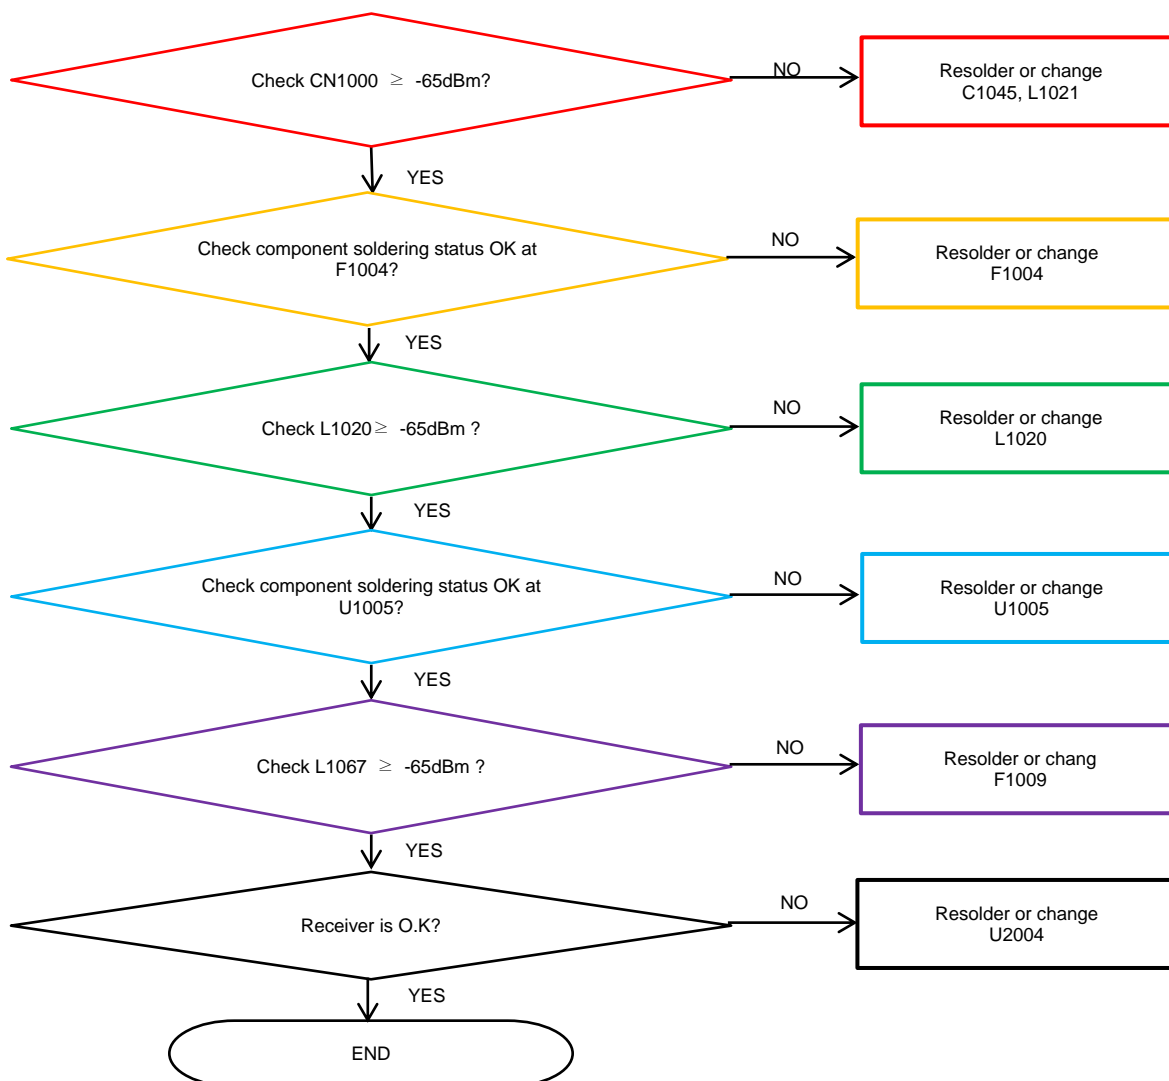 Check CN1000 ≥ -65dBm?
NO
Resolder or change
C1045, L1021
YES
Check component soldering status OK at
F1004?
NO
Resolder or change
F1004
YES
Check L1020≥ -65dBm ?
NO
Resolder or change
L1020
YES
Check component soldering status OK at
U1005?
NO
Resolder or change
U1005
YES
Check L1067 ≥ -65dBm ?
NO
Resolder or chang
F1009
YES
Receiver is O.K?
NO
Resolder or change
U2004
YES
END